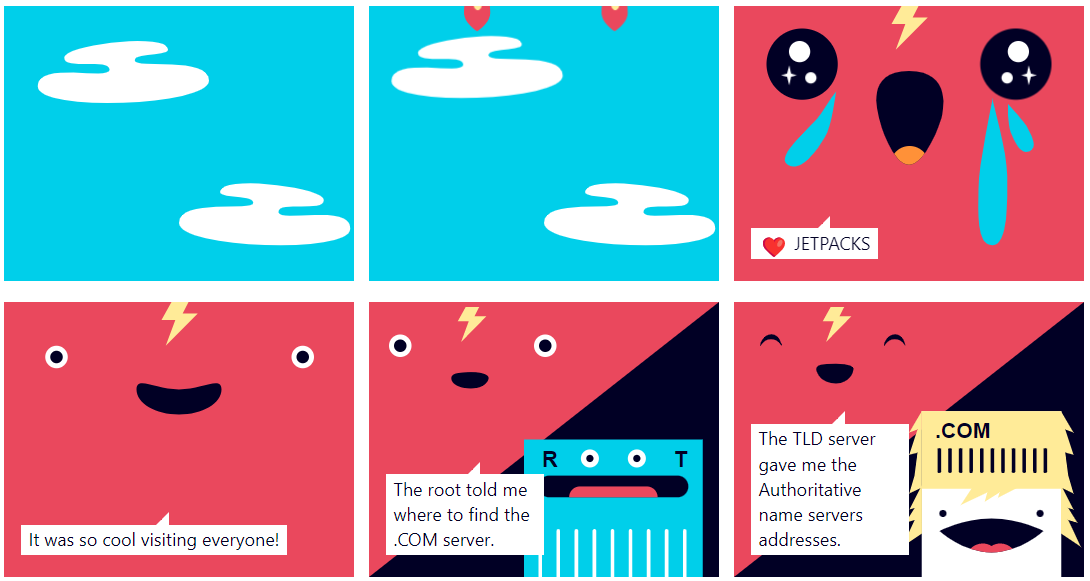 JETPACKS
It was so cool visiting everyone!
R T
The root told me
where to find the
.COM server.
.COM
The TLD server
gave me the
Authoritative
name servers
addresses.